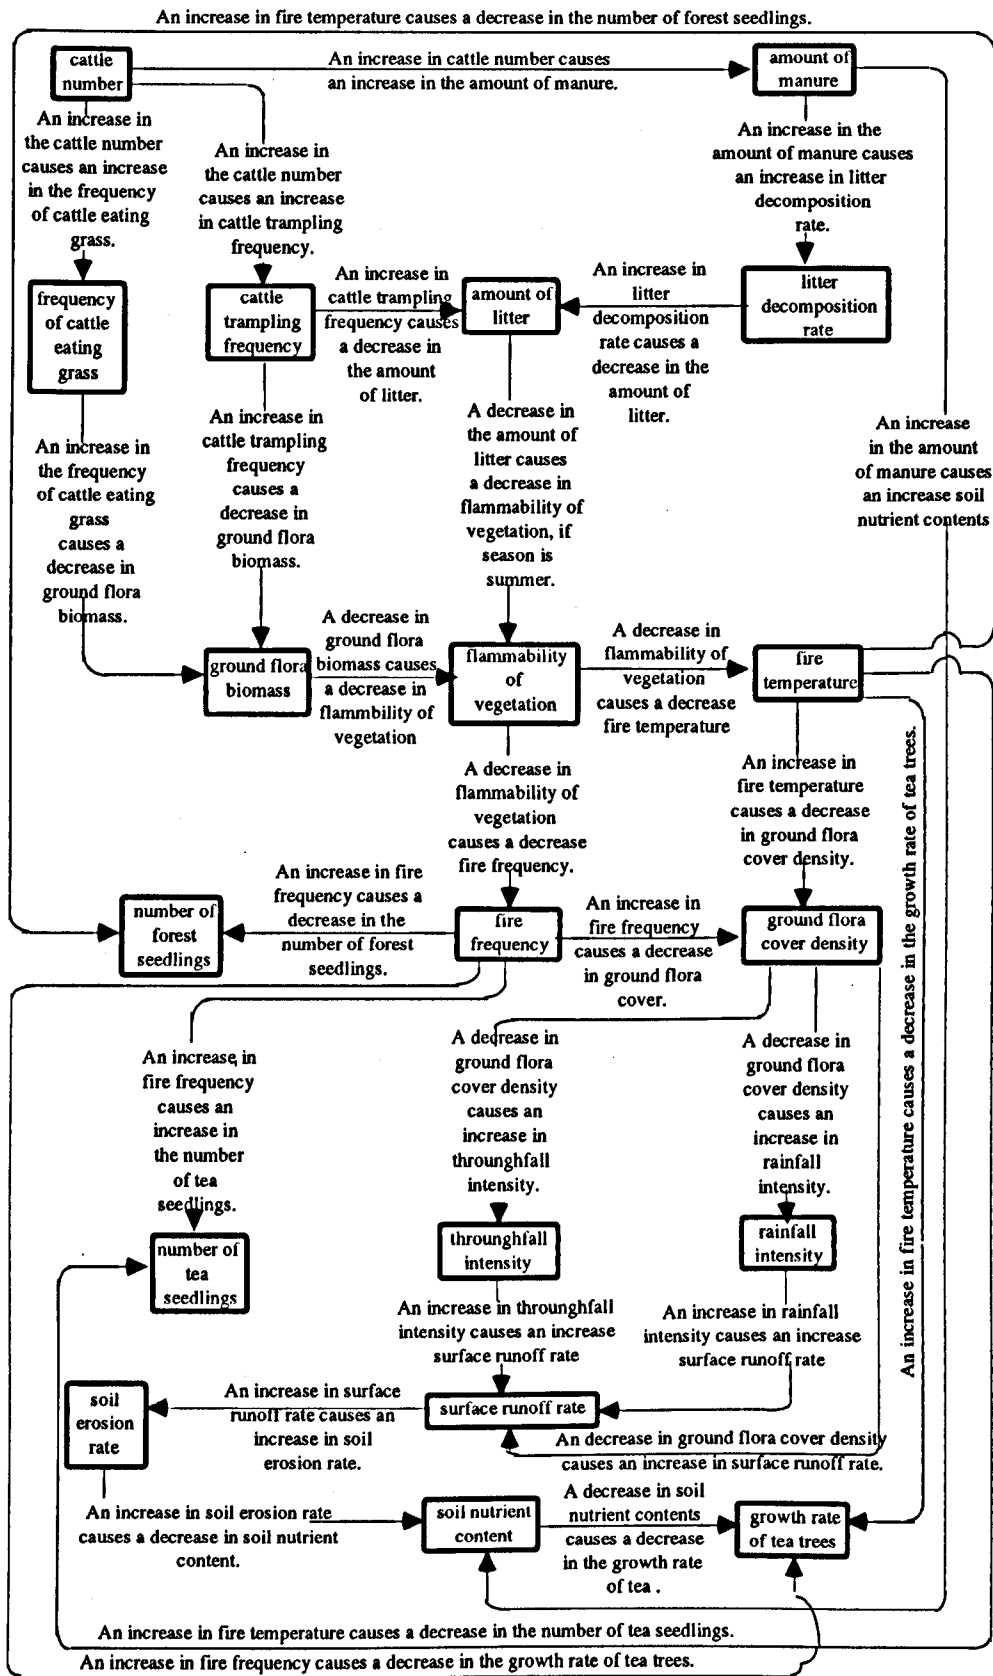 An increase in fire temperature causes a decrease in the number of forest seedlings.
cattle
number
An increase in cattle number causes
an increase in the amount of manure.
amount of
manure
An increase in
the cattle number
causes an increase
in the frequency
of cattle eating
grass.
An increase in
the cattle number
causes an increase
in cattle trampling
frequency.
An increase in the
amount of manure causes
an increase in litter
decomposition
rate.
frequency
of cattle
eating
grass
cattle
trampling
frequency
An increase in
cattle trampling
frequency causes
a decrease in
the amount
of litter.
amount of
litter
An increase in
litter
decomposition
rate causes a
decrease in the
amount of
litter.
litter
decomposition
rate
An increase in
the frequency
of cattle eating
grass
causes a
decrease in
ground flora
biomass.
An increase in
cattle trampling
frequency
causes a
decrease in
ground flora
biomass.
A decrease in
the amount of
litter causes
a decrease in
flammability of
vegetation, if
season is
summer.
An increase
in the amount
of manure causes
an increase soil
nutrient contents
ground flora
biomass
A decrease in
ground flora
biomass causes
a decrease in
flammbility of
vegetation
flammability
of
vegetation
A decrease in
flammability of
vegetation
causes a decrease
fire temperature
fire
temperature
A decrease in
flammability of
vegetation
causes a decrease
fire frequency.
An increase in
fire temperature
causes a decrease
in ground flora
cover density.
An increase in fire temperature causes a decrease in the growth rate of tea trees.
number of
forest
seedlings
An increase in fire
frequency causes a
decrease in the
number of forest
seedlings.
fire
frequency
An increase in
fire frequency
causes a decrease
in ground flora
cover.
ground flora
cover density
An increase in
fire frequency
causes an
increase in
the number
of tea
seedlings.
A decrease in
ground flora
cover density
causes an
increase in
throunghfall
intensity.
A decrease in
ground flora
cover density
causes an
increase in
rainfall
intensity.
number of
tea
seedlings
throunghfall
intensity
rainfall
intensity
An increase in throunghfall
intensity causes an increase
surface runoff rate
An increase in rainfall
intensity causes an increase
surface runoff rate
soil
erosion
rate
An increase in surface
runoff rate causes an
increase in soil
erosion rate.
surface runoff rate
An decrease in ground flora cover density
causes an increase in surface runoff rate.
An increase in soil erosion rate
causes a decrease in soil nutrient
content.
soil nutrient
content
A decrease in soil
nutrient contents
causes a decrease
in the growth rate
of tea .
growth rate
of tea trees
An increase in fire temperature causes a decrease in the number of tea seedlings.
An increase in fire frequency causes a decrease in the growth rate of tea trees.